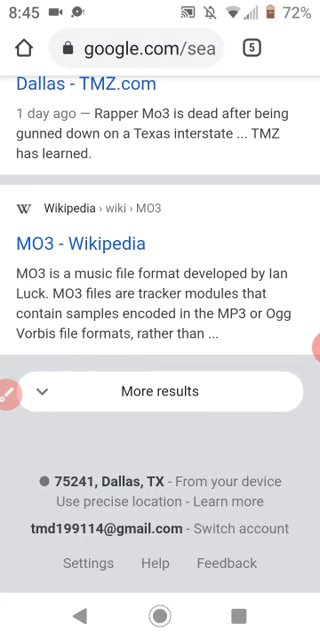 8:45 72%
google.com/sea 5
Dallas - TMZ.com
1 day ago — Rapper Mo3 is dead after being
gunned down on a Texas interstate ... TMZ
has learned.
W Wikipedia › wiki › MO3
MO3 - Wikipedia
MO3 is a music file format developed by Ian
Luck. MO3 files are tracker modules that
contain samples encoded in the MP3 or Ogg
Vorbis file formats, rather than ...
More results
75241, Dallas, TX - From your device
Use precise location - Learn more
tmd199114@gmail.com - Switch account
Settings Help Feedback